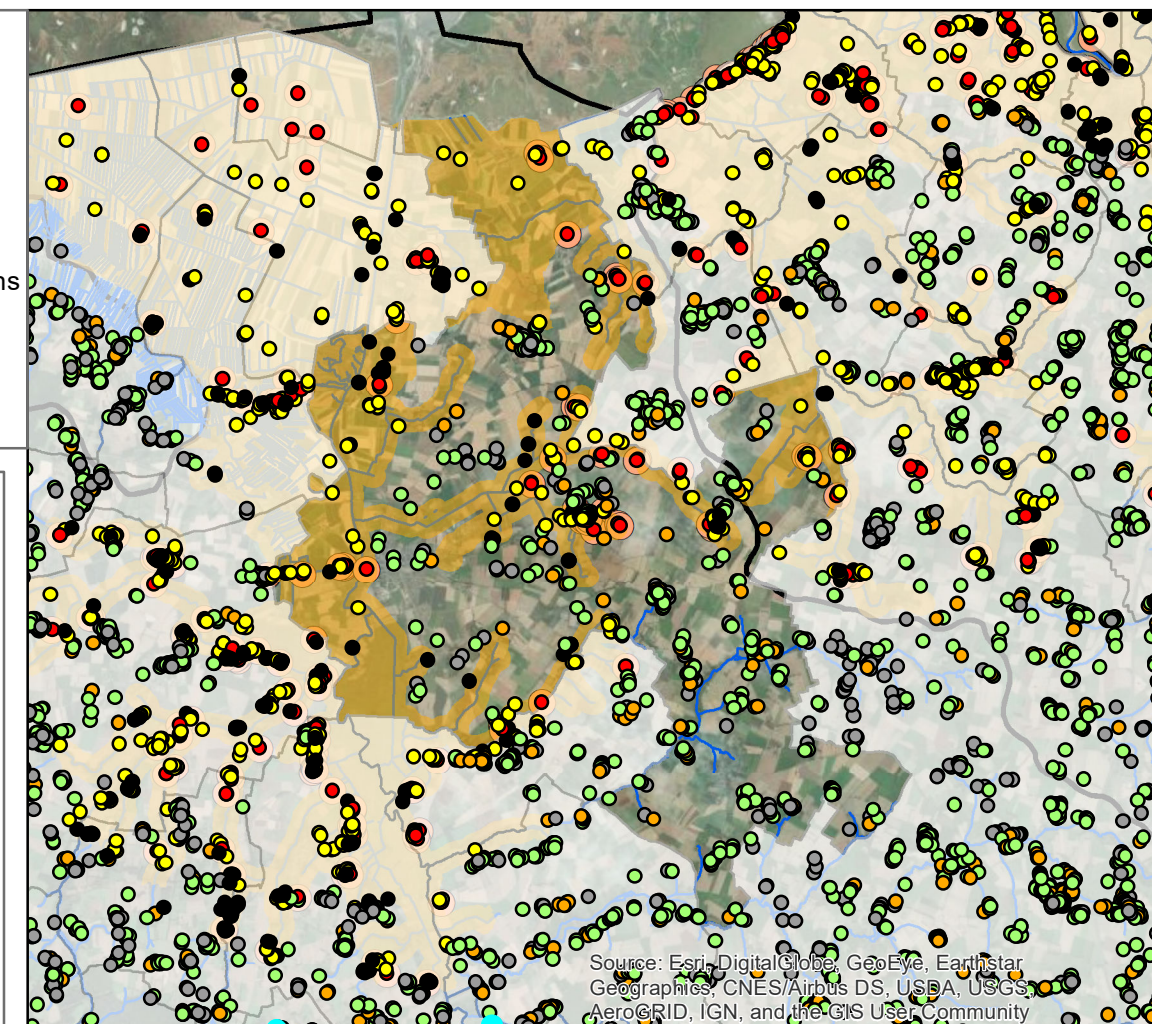 ns
Source: Esri, DigitalGlobe, GeoEye, Earthstar
Geographics, CNES/Airbus DS, USDA, USGS,
AeroGRID, IGN, and the GIS User Community